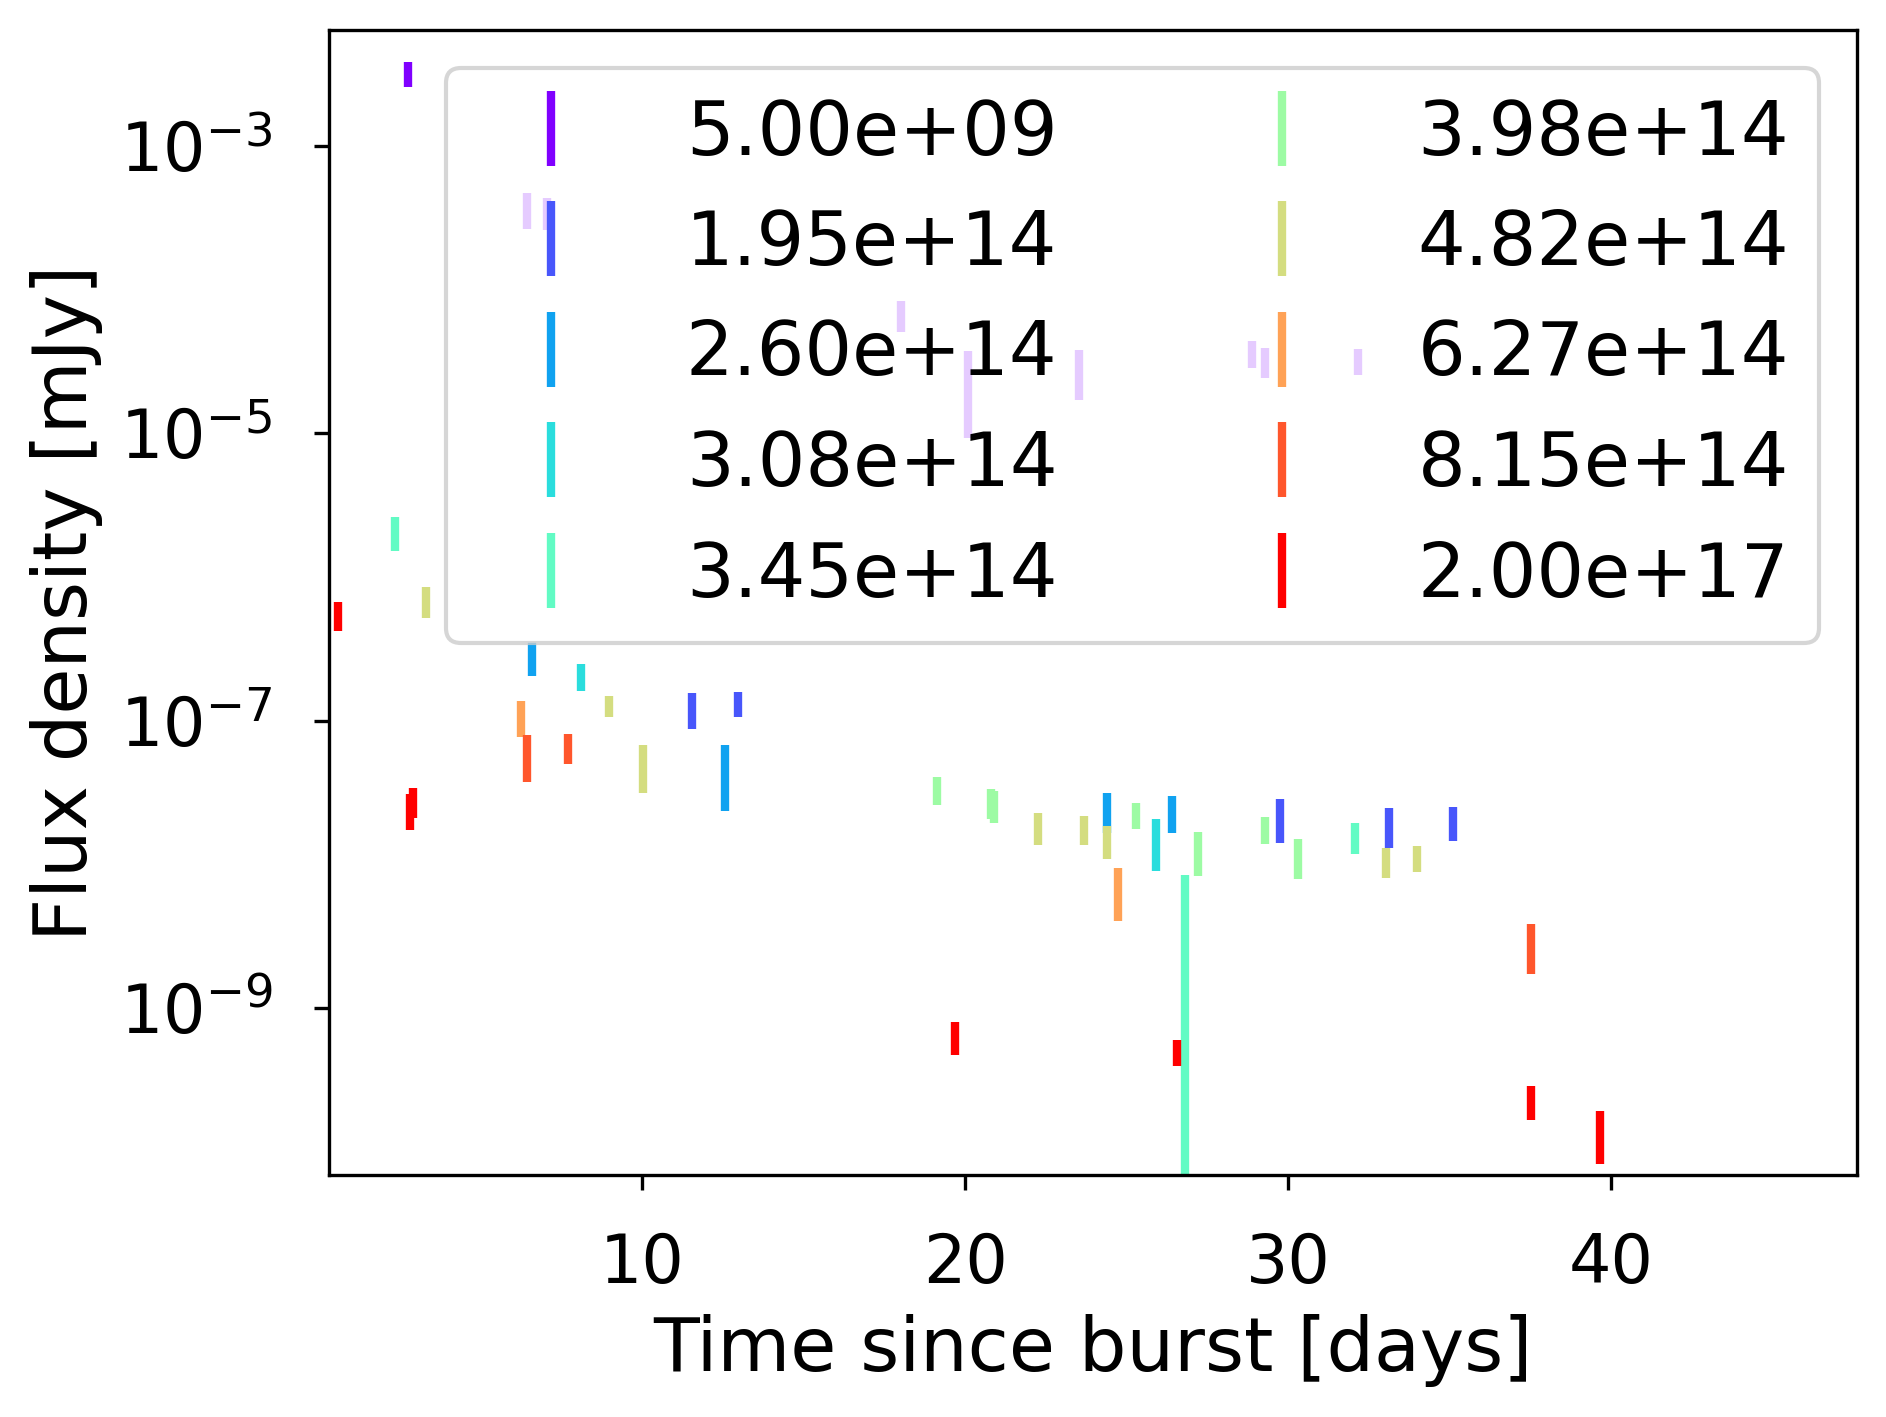 Flux density [mJy]
10⁻³
10⁻⁵
10⁻⁷
10⁻⁹
5.00e+09
1.95e+14
2.60e+14
3.08e+14
3.45e+14
3.98e+14
4.82e+14
6.27e+14
8.15e+14
2.00e+17
10 20 30 40
Time since burst [days]